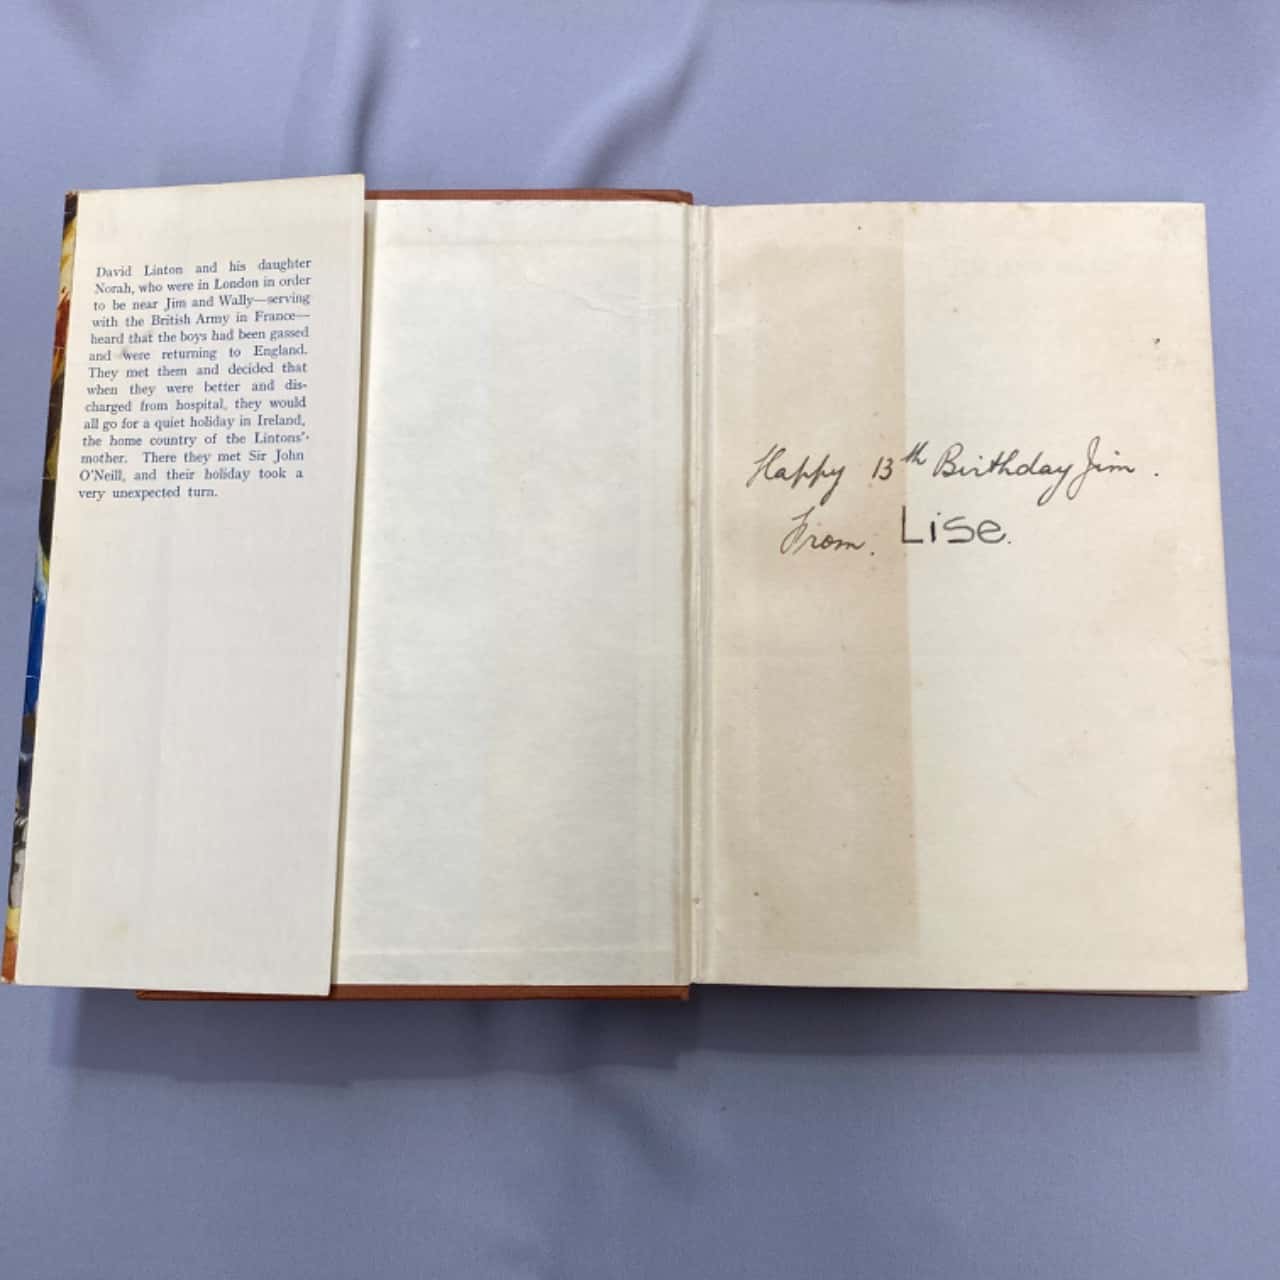 David Linton and his daughter
Norah, who were in London in order
to be near Jim and Wally—serving
with the British Army in France—
heard that the boys had been gassed
and were returning to England.
They met them and decided that
when they were better and dis-
charged from hospital, they would
all go for a quiet holiday in Ireland,
the home country of the Lintons'
mother. There they met Sir John
O'Neill, and their holiday took a
very unexpected turn.
Happy 13th Birthday Jim.
From. Lise.